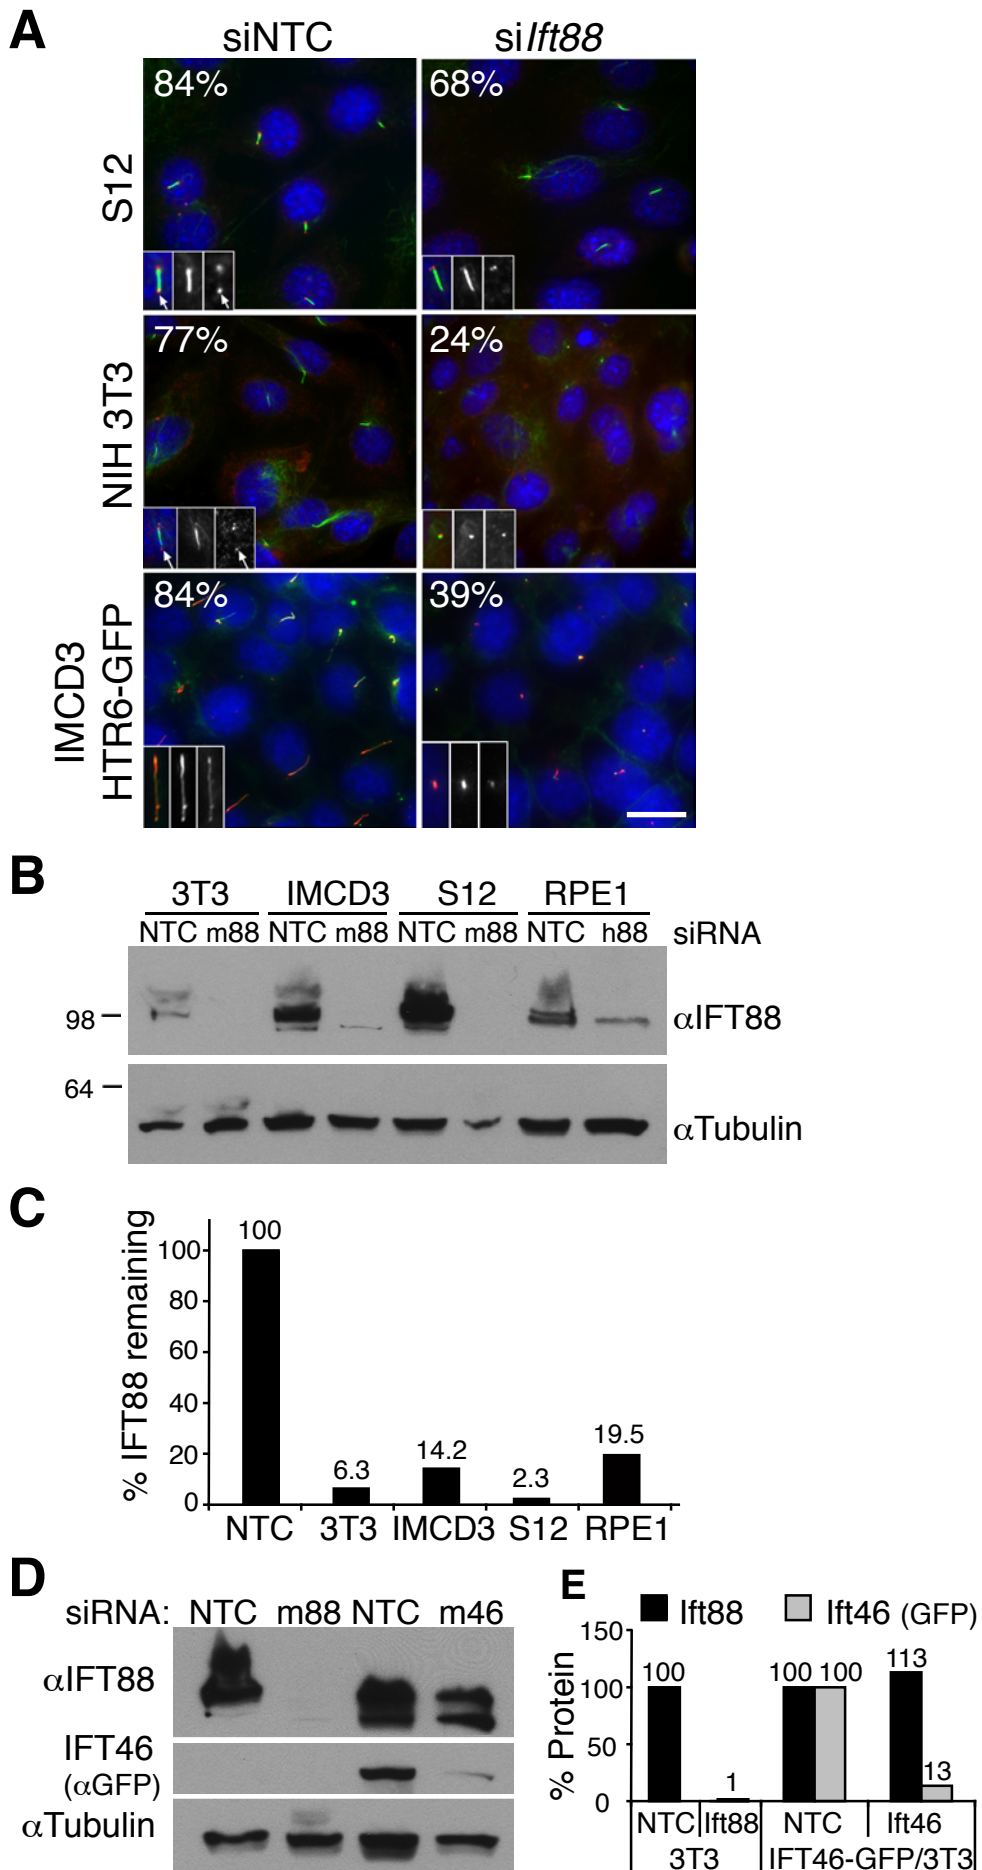 A
siNTC
siIft88
S12
84%
68%
NIH 3T3
77%
24%
IMCD3
HTR6-GFP
84%
39%
B
3T3
IMCD3
S12
RPE1
NTC m88 NTC m88 NTC m88 NTC h88 siRNA
98
αIFT88
64
αTubulin
C
% IFT88 remaining
100
80
60
40
20
0
100
6.3
14.2
2.3
19.5
NTC 3T3 IMCD3 S12 RPE1
D
siRNA: NTC m88 NTC m46
αIFT88
IFT46
(αGFP)
αTubulin
E
Ift88
Ift46 (GFP)
% Protein
150
100
50
0
100
1
100 100
113
13
NTC Ift88 NTC Ift46
3T3 IFT46-GFP/3T3